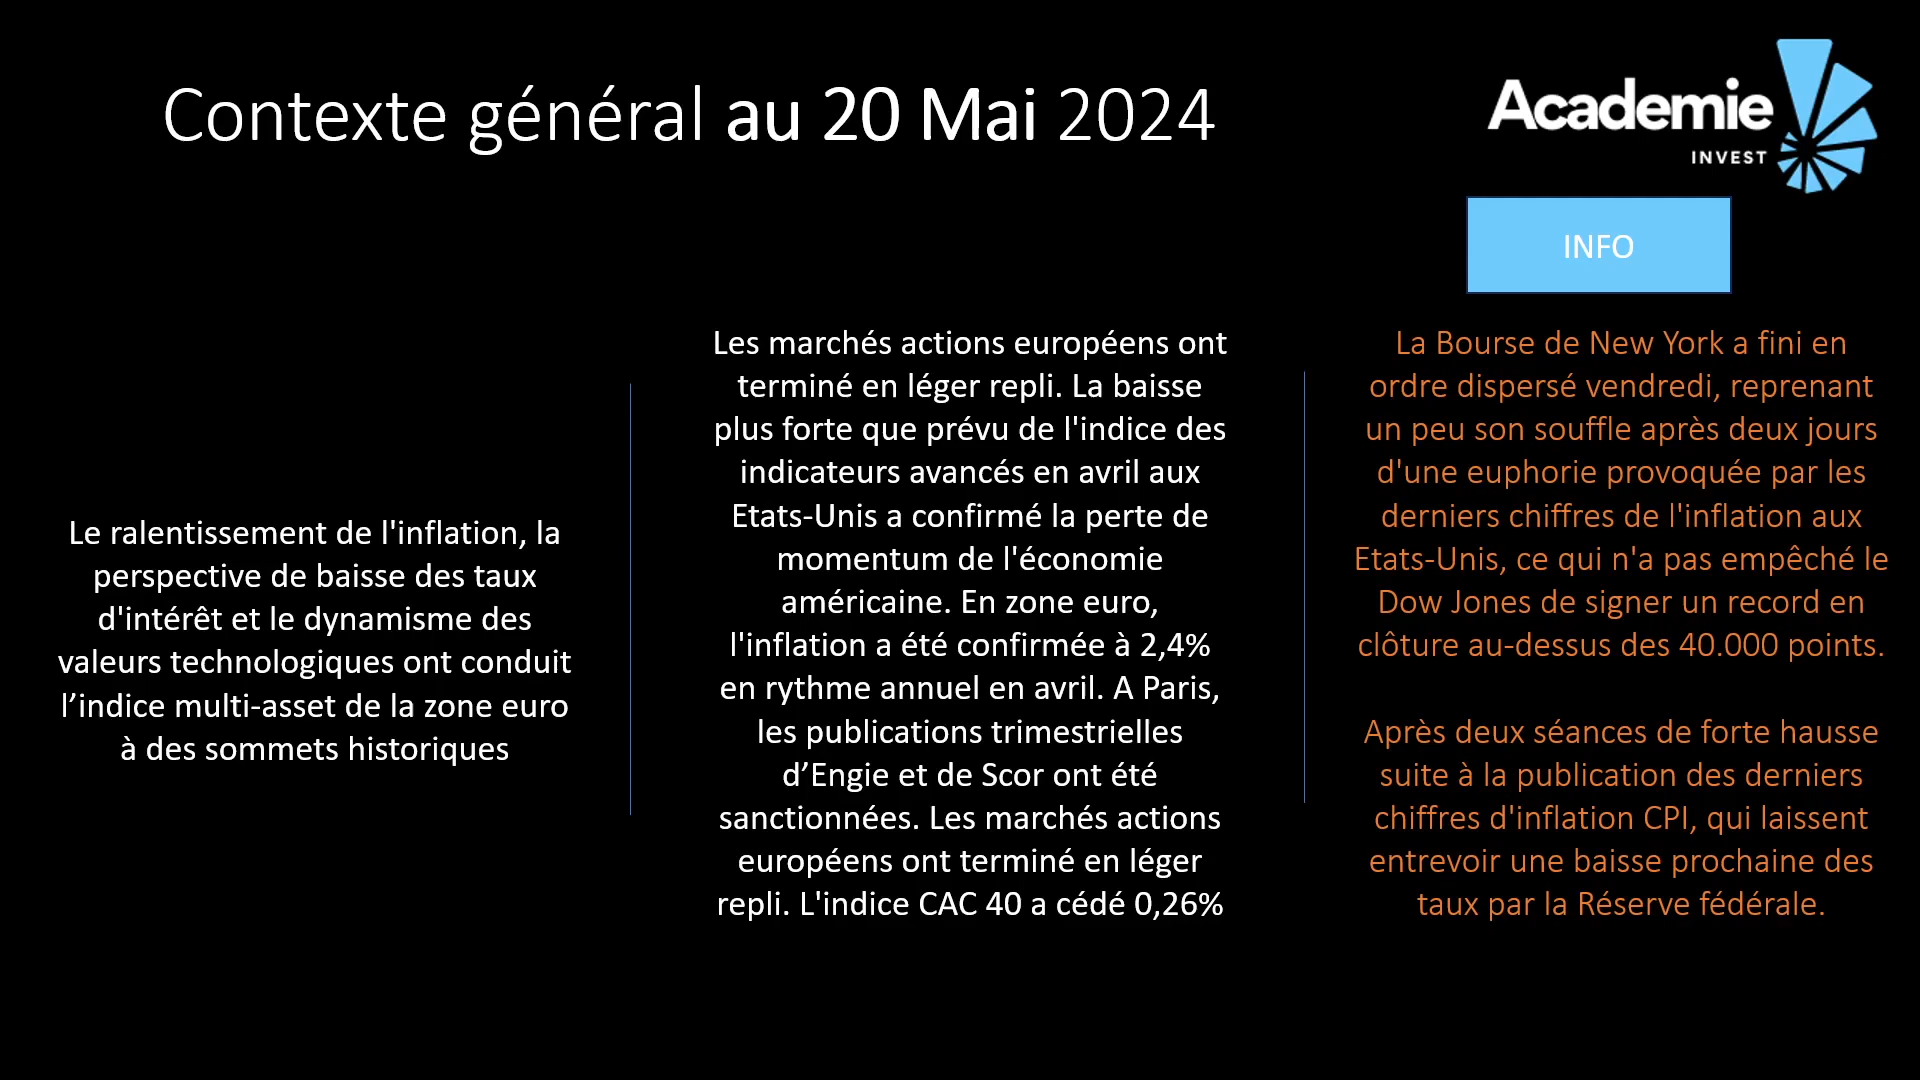 Contexte général au 20 Mai 2024
Academie
INVEST
INFO
Le ralentissement de l'inflation, la
perspective de baisse des taux
d'intérêt et le dynamisme des
valeurs technologiques ont conduit
l’indice multi-asset de la zone euro
à des sommets historiques
Les marchés actions européens ont
terminé en léger repli. La baisse
plus forte que prévu de l'indice des
indicateurs avancés en avril aux
Etats-Unis a confirmé la perte de
momentum de l'économie
américaine. En zone euro,
l'inflation a été confirmée à 2,4%
en rythme annuel en avril. A Paris,
les publications trimestrielles
d’Engie et de Scor ont été
sanctionnées. Les marchés actions
européens ont terminé en léger
repli. L'indice CAC 40 a cédé 0,26%
La Bourse de New York a fini en
ordre dispersé vendredi, reprenant
un peu son souffle après deux jours
d'une euphorie provoquée par les
derniers chiffres de l'inflation aux
Etats-Unis, ce qui n'a pas empêché le
Dow Jones de signer un record en
clôture au-dessus des 40.000 points.
Après deux séances de forte hausse
suite à la publication des derniers
chiffres d'inflation CPI, qui laissent
entrevoir une baisse prochaine des
taux par la Réserve fédérale.